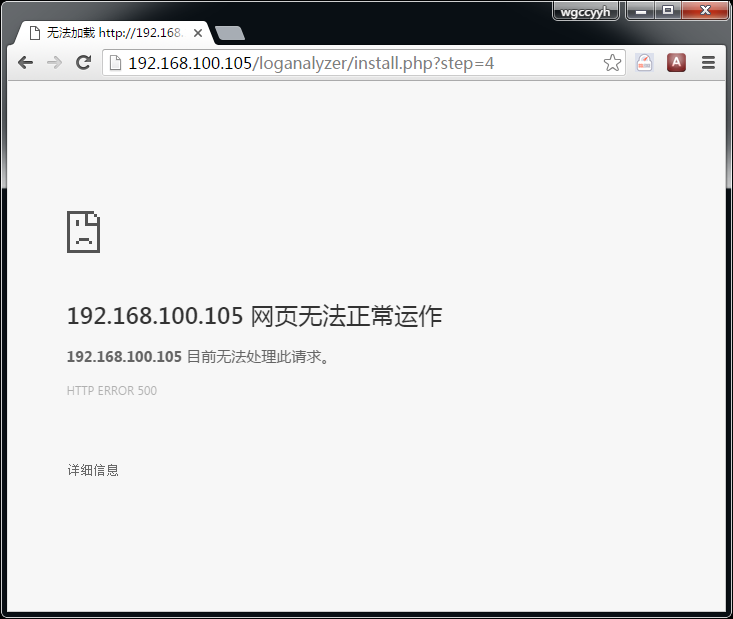 wgccyyh
无法加载 http://192.168.
192.168.100.105/loganalyzer/install.php?step=4
A
192.168.100.105 网页无法正常运作
192.168.100.105 目前无法处理此请求。
HTTP ERROR 500
详细信息